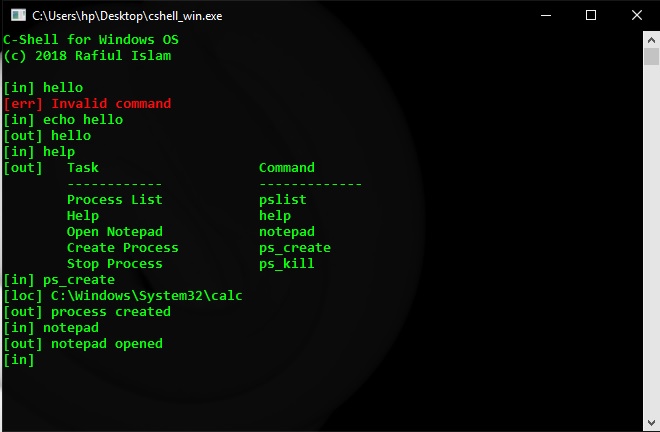 C:\Users\hp\Desktop\cshell_win.exe
C-Shell for Windows OS
(c) 2018 Rafiul Islam
[in] hello
[err] Invalid command
[in] echo hello
[out] hello
[in] help
[out]   Task                    Command
        ------------            -------------
        Process List            pslist
        Help                    help
        Open Notepad            notepad
        Create Process          ps_create
        Stop Process            ps_kill
[in] ps_create
[loc] C:\Windows\System32\calc
[out] process created
[in] notepad
[out] notepad opened
[in]